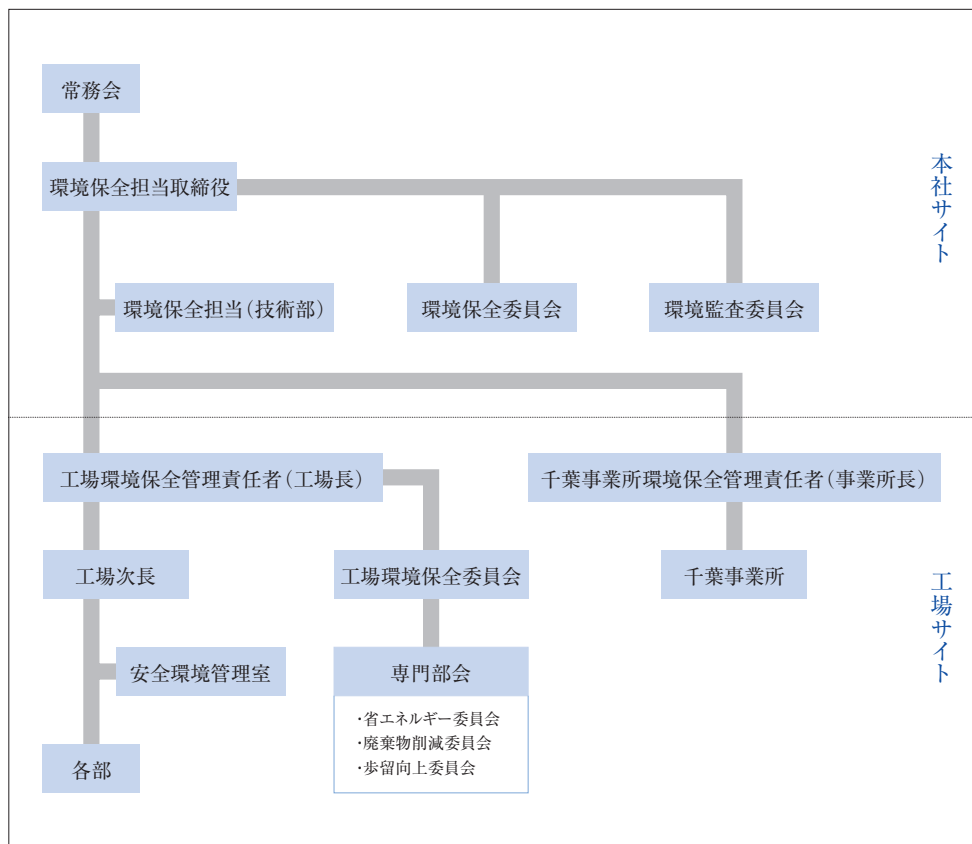 常務会
環境保全担当取締役
本社サイト
環境保全担当（技術部）
環境保全委員会
環境監査委員会
工場環境保全管理責任者（工場長）
千葉事業所環境保全管理責任者（事業所長）
工場次長
工場環境保全委員会
千葉事業所
工場サイト
安全環境管理室
専門部会
・省エネルギー委員会
・廃棄物削減委員会
・歩留向上委員会
各部